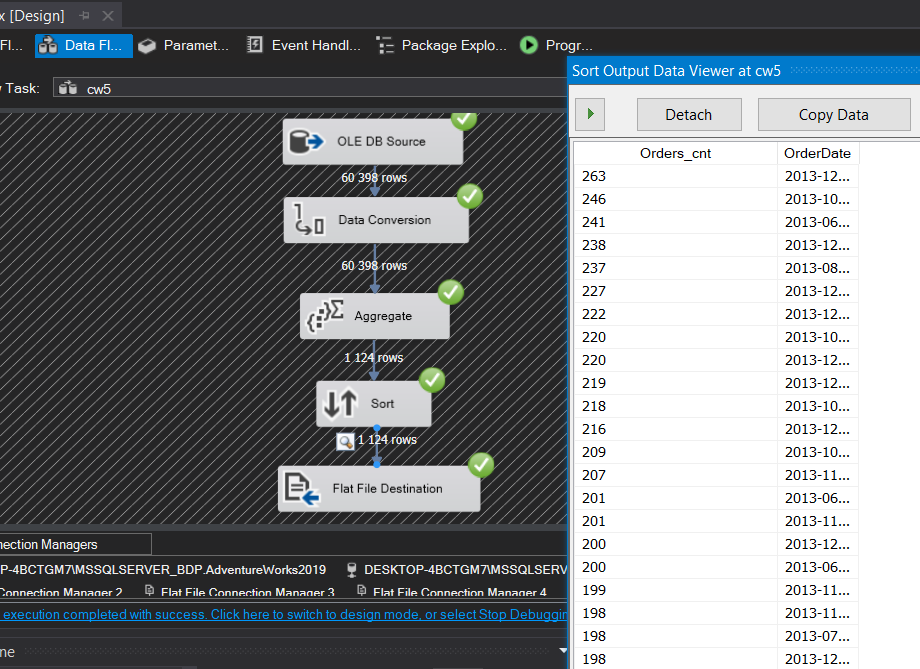 x [Design]
Fl... Data Fl... Paramet... Event Handl... Package Explo... Progr...
Task: cw5
OLE DB Source
60 398 rows
Data Conversion
60 398 rows
Aggregate
1 124 rows
Sort
1 124 rows
Flat File Destination
nection Managers
P-4BCTGM7\MSSQLSERVER_BDP.AdventureWorks2019 DESKTOP-4BCTGM7\MSSQLSERV
Connection Manager 2 Flat File Connection Manager 3 Flat File Connection Manager 4
execution completed with success. Click here to switch to design mode, or select Stop Debuggin
ne
Sort Output Data Viewer at cw5
Detach Copy Data
Orders_cnt OrderDate
263 2013-12...
246 2013-10...
241 2013-06...
238 2013-12...
237 2013-08...
227 2013-12...
222 2013-12...
220 2013-10...
220 2013-12...
219 2013-12...
218 2013-10...
216 2013-12...
209 2013-10...
207 2013-11...
201 2013-06...
201 2013-11...
200 2013-12...
200 2013-06...
199 2013-11...
198 2013-11...
198 2013-07...
198 2013-12...